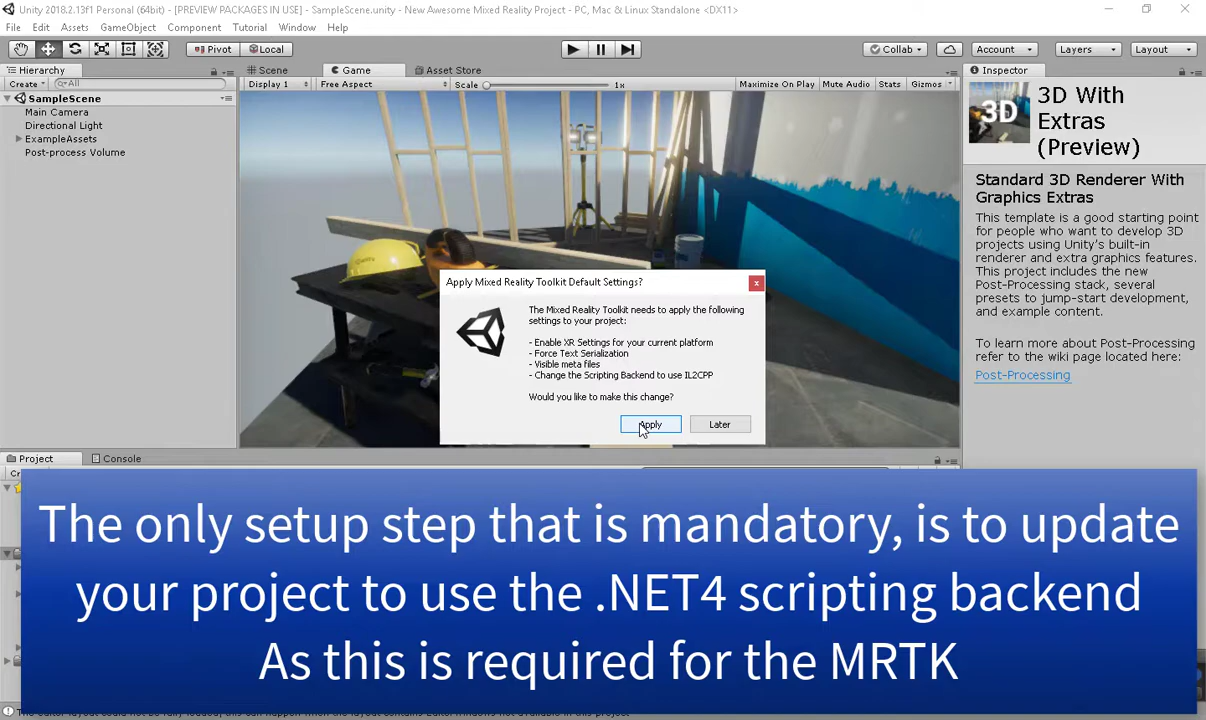 Unity 2018.2.13f1 Personal (64bit) - [PREVIEW PACKAGES IN USE] - SampleScene.unity - New Awesome Mixed Reality Project - PC, Mac & Linux Standalone <DX11>
File Edit Assets GameObject Component Tutorial Window Help
Pivot Local Collab Account Layers Layout
Hierarchy Scene Game Asset Store Inspector
Create All Display 1 Free Aspect Scale 1x Maximize On Play Mute Audio Stats Gizmos
SampleScene
Main Camera
Directional Light
ExampleAssets
Post-process Volume
3D
3D With
Extras
(Preview)
Standard 3D Renderer With
Graphics Extras
This template is a good starting point
for people who want to develop 3D
projects using Unity's built-in
renderer and extra graphics features.
This project includes the new
Post-Processing stack, several
presets to jump-start development,
and example content.
To learn more about Post-Processing
refer to the wiki page located here:
Post-Processing
Apply Mixed Reality Toolkit Default Settings?
The Mixed Reality Toolkit needs to apply the following
settings to your project:
- Enable XR Settings for your current platform
- Force Text Serialization
- Visible meta files
- Change the Scripting Backend to use IL2CPP
Would you like to make this change?
Apply Later
Project Console
The only setup step that is mandatory, is to update
your project to use the .NET4 scripting backend
As this is required for the MRTK